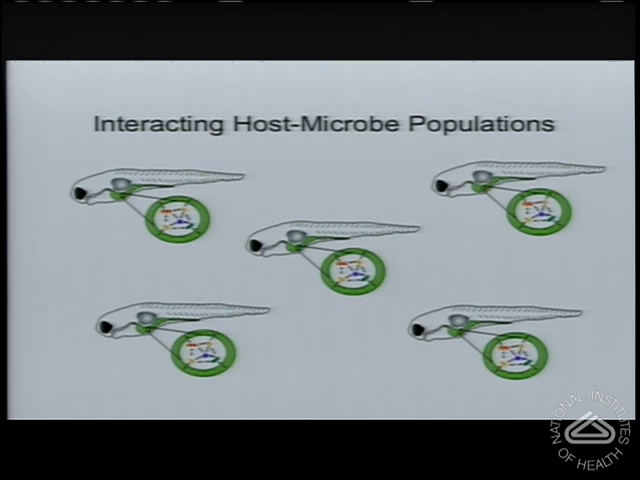 Interacting Host-Microbe Populations
NATIONAL INSTITUTES
OF HEALTH